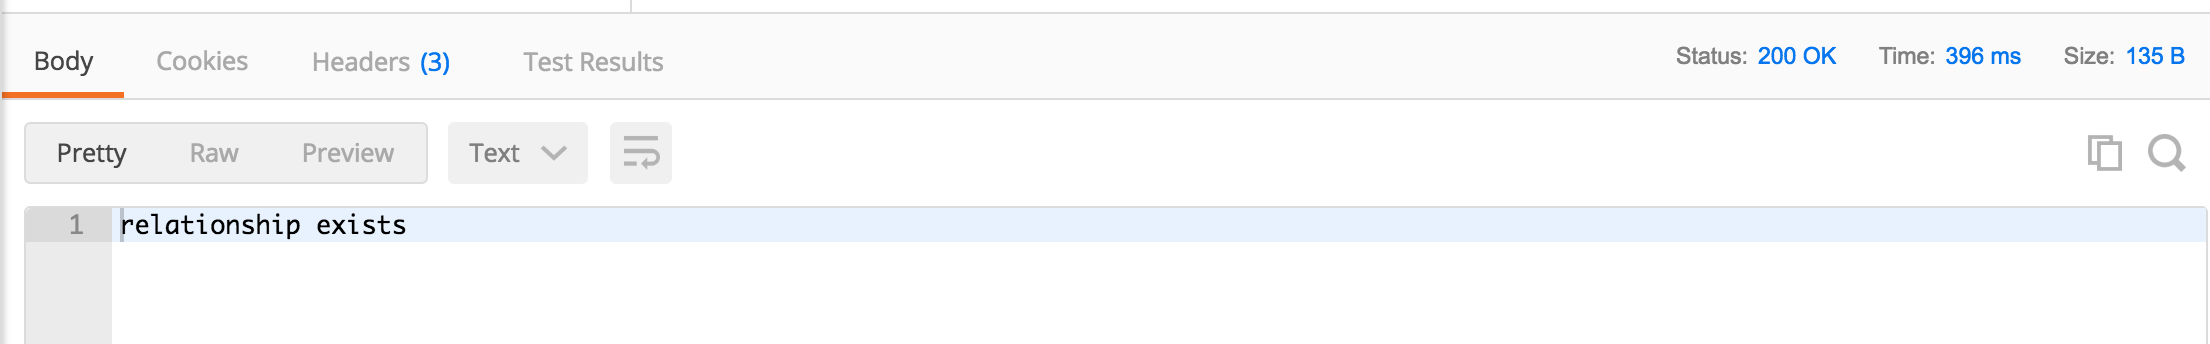 Body Cookies Headers (3) Test Results Status: 200 OK Time: 396 ms Size: 135 B
Pretty Raw Preview Text
1 relationship exists